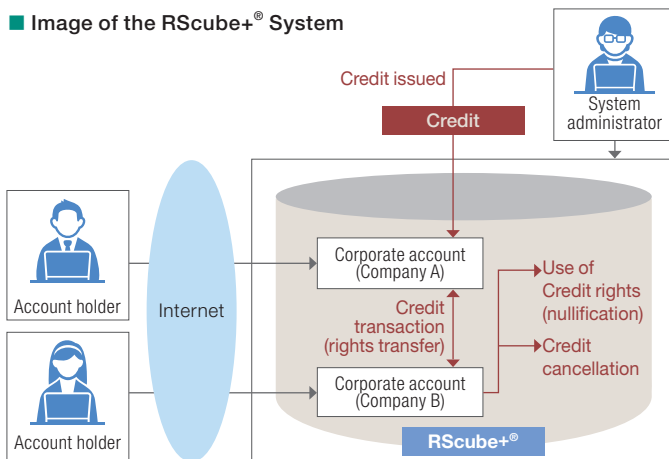 ■ Image of the RScube+® System
Credit issued
Credit
System
administrator
Account holder
Internet
Corporate account
(Company A)
Credit
transaction
(rights transfer)
Use of
Credit rights
(nullification)
Credit
cancellation
Account holder
Corporate account
(Company B)
RScube+®